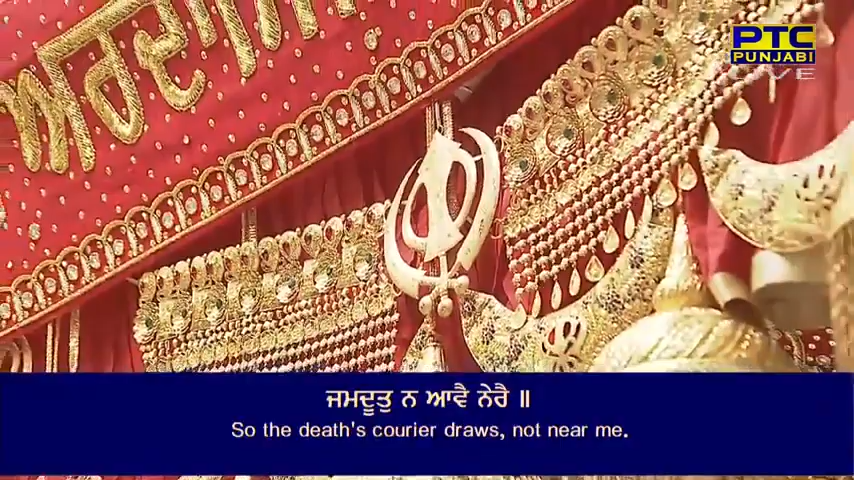 PTC
PUNJABI
LIVE
ਜਮਦੂਤੁ ਨ ਆਵੈ ਨੇਰੈ ॥
So the death's courier draws, not near me.